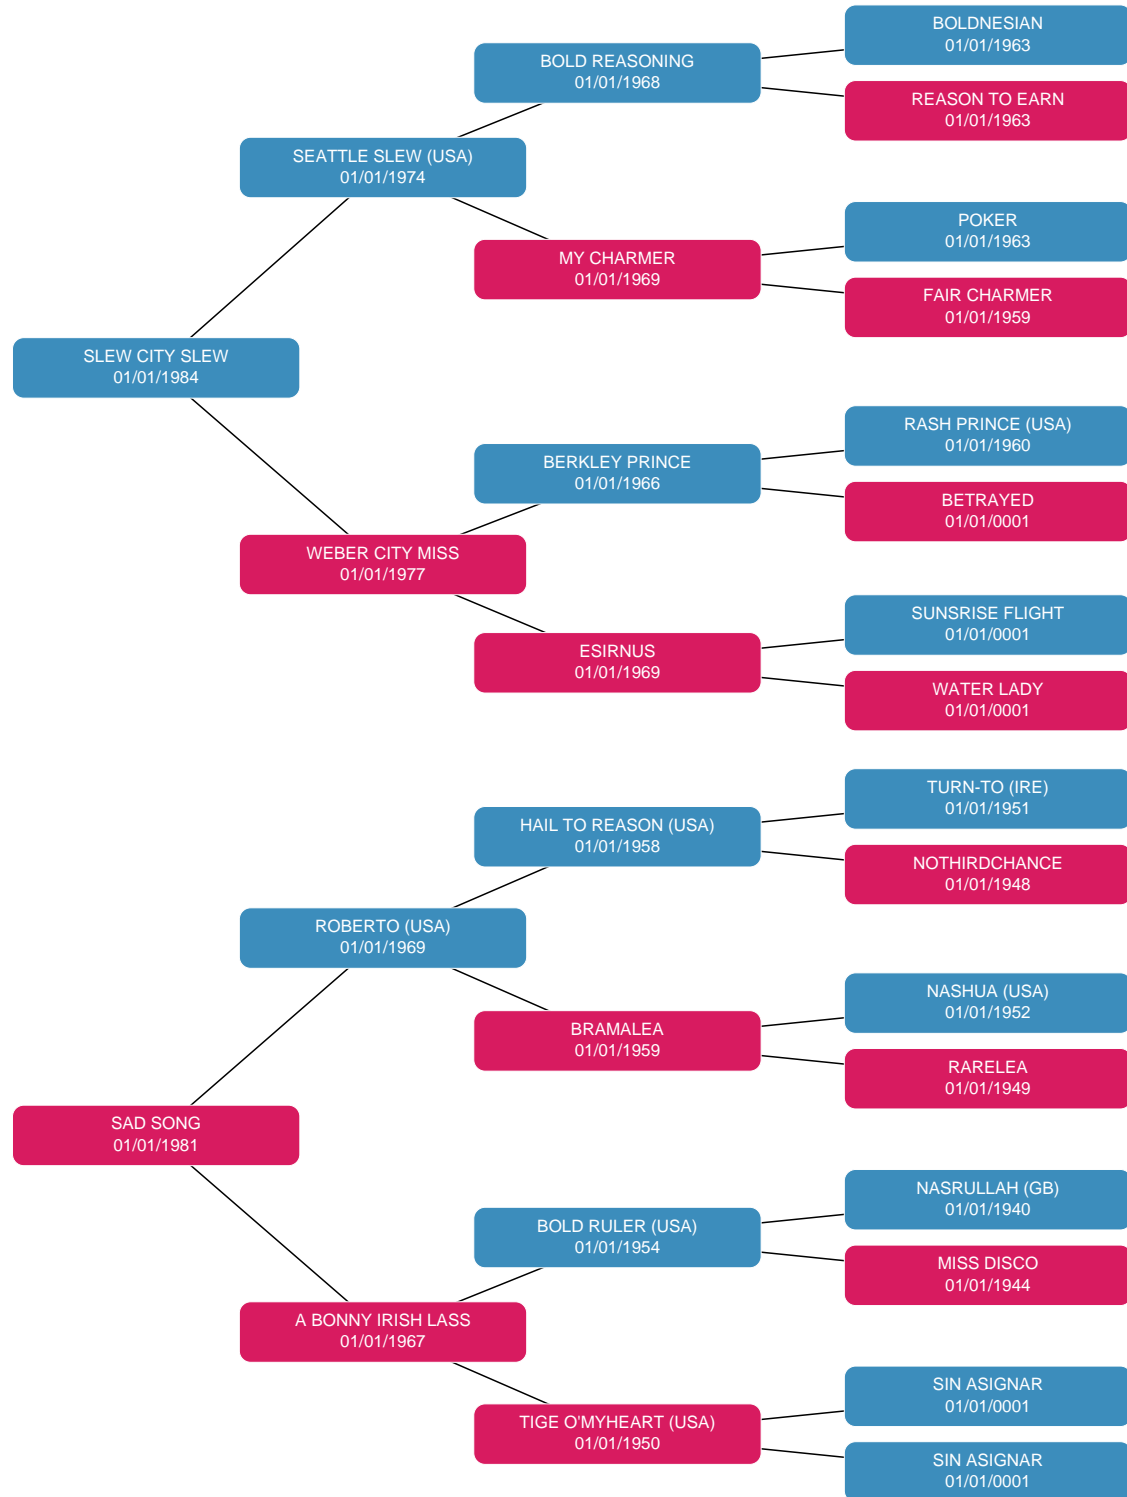 BOLDNESIAN
01/01/1963
BOLD REASONING
01/01/1968
REASON TO EARN
01/01/1963
SEATTLE SLEW (USA)
01/01/1974
POKER
01/01/1963
MY CHARMER
01/01/1969
FAIR CHARMER
01/01/1959
SLEW CITY SLEW
01/01/1984
RASH PRINCE (USA)
01/01/1960
BERKLEY PRINCE
01/01/1966
BETRAYED
01/01/0001
WEBER CITY MISS
01/01/1977
SUNSRISE FLIGHT
01/01/0001
ESIRNUS
01/01/1969
WATER LADY
01/01/0001
TURN-TO (IRE)
01/01/1951
HAIL TO REASON (USA)
01/01/1958
NOTHIRDCHANCE
01/01/1948
ROBERTO (USA)
01/01/1969
NASHUA (USA)
01/01/1952
BRAMALEA
01/01/1959
RARELEA
01/01/1949
SAD SONG
01/01/1981
NASRULLAH (GB)
01/01/1940
BOLD RULER (USA)
01/01/1954
MISS DISCO
01/01/1944
A BONNY IRISH LASS
01/01/1967
SIN ASIGNAR
01/01/0001
TIGE O'MYHEART (USA)
01/01/1950
SIN ASIGNAR
01/01/0001